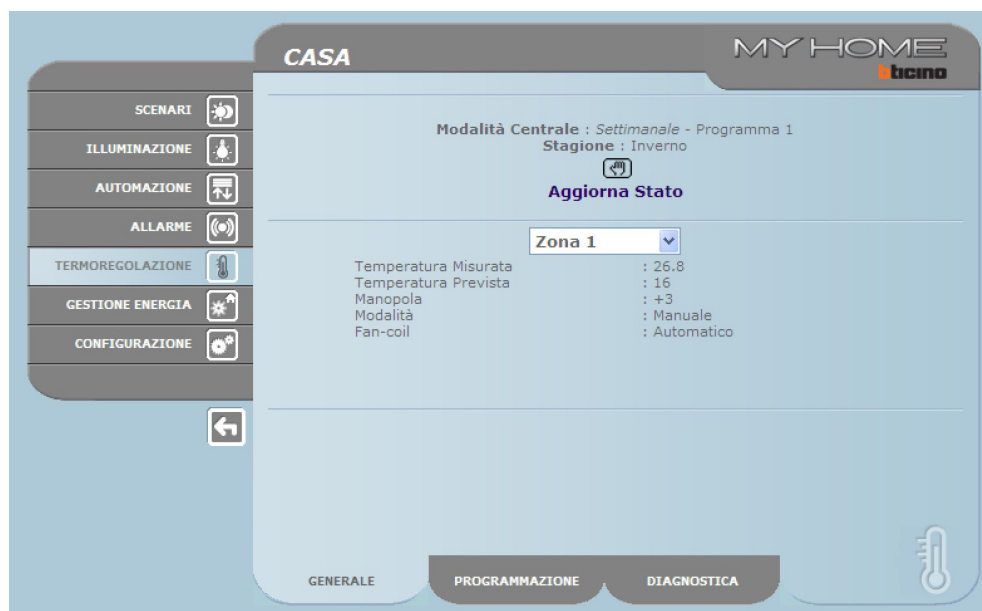 CASA
MY HOME
bticino
SCENARI
ILLUMINAZIONE
AUTOMAZIONE
ALLARME
TERMOREGOLAZIONE
GESTIONE ENERGIA
CONFIGURAZIONE
Modalità Centrale : Settimanale - Programma 1
Stagione : Inverno
Aggiorna Stato
Zona 1
Temperatura Misurata : 26.8
Temperatura Prevista : 16
Manopola : +3
Modalità : Manuale
Fan-coil : Automatico
GENERALE PROGRAMMAZIONE DIAGNOSTICA